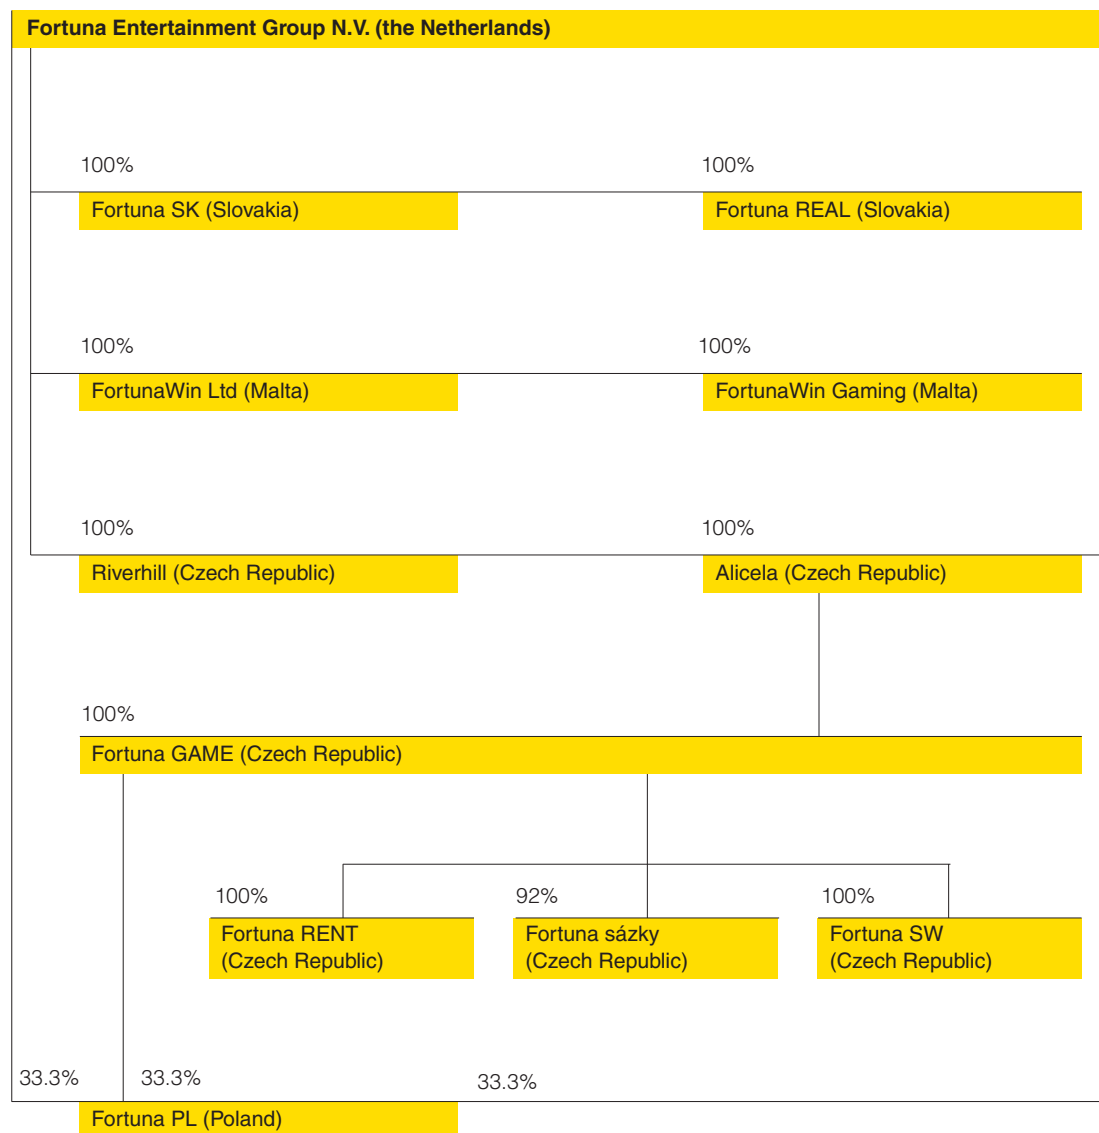 Fortuna Entertainment Group N.V. (the Netherlands)
100%
100%
Fortuna SK (Slovakia)
Fortuna REAL (Slovakia)
100%
100%
FortunaWin Ltd (Malta)
FortunaWin Gaming (Malta)
100%
100%
Riverhill (Czech Republic)
Alicela (Czech Republic)
100%
Fortuna GAME (Czech Republic)
100%
92%
100%
Fortuna RENT
(Czech Republic)
Fortuna sázky
(Czech Republic)
Fortuna SW
(Czech Republic)
33.3%
33.3%
33.3%
Fortuna PL (Poland)